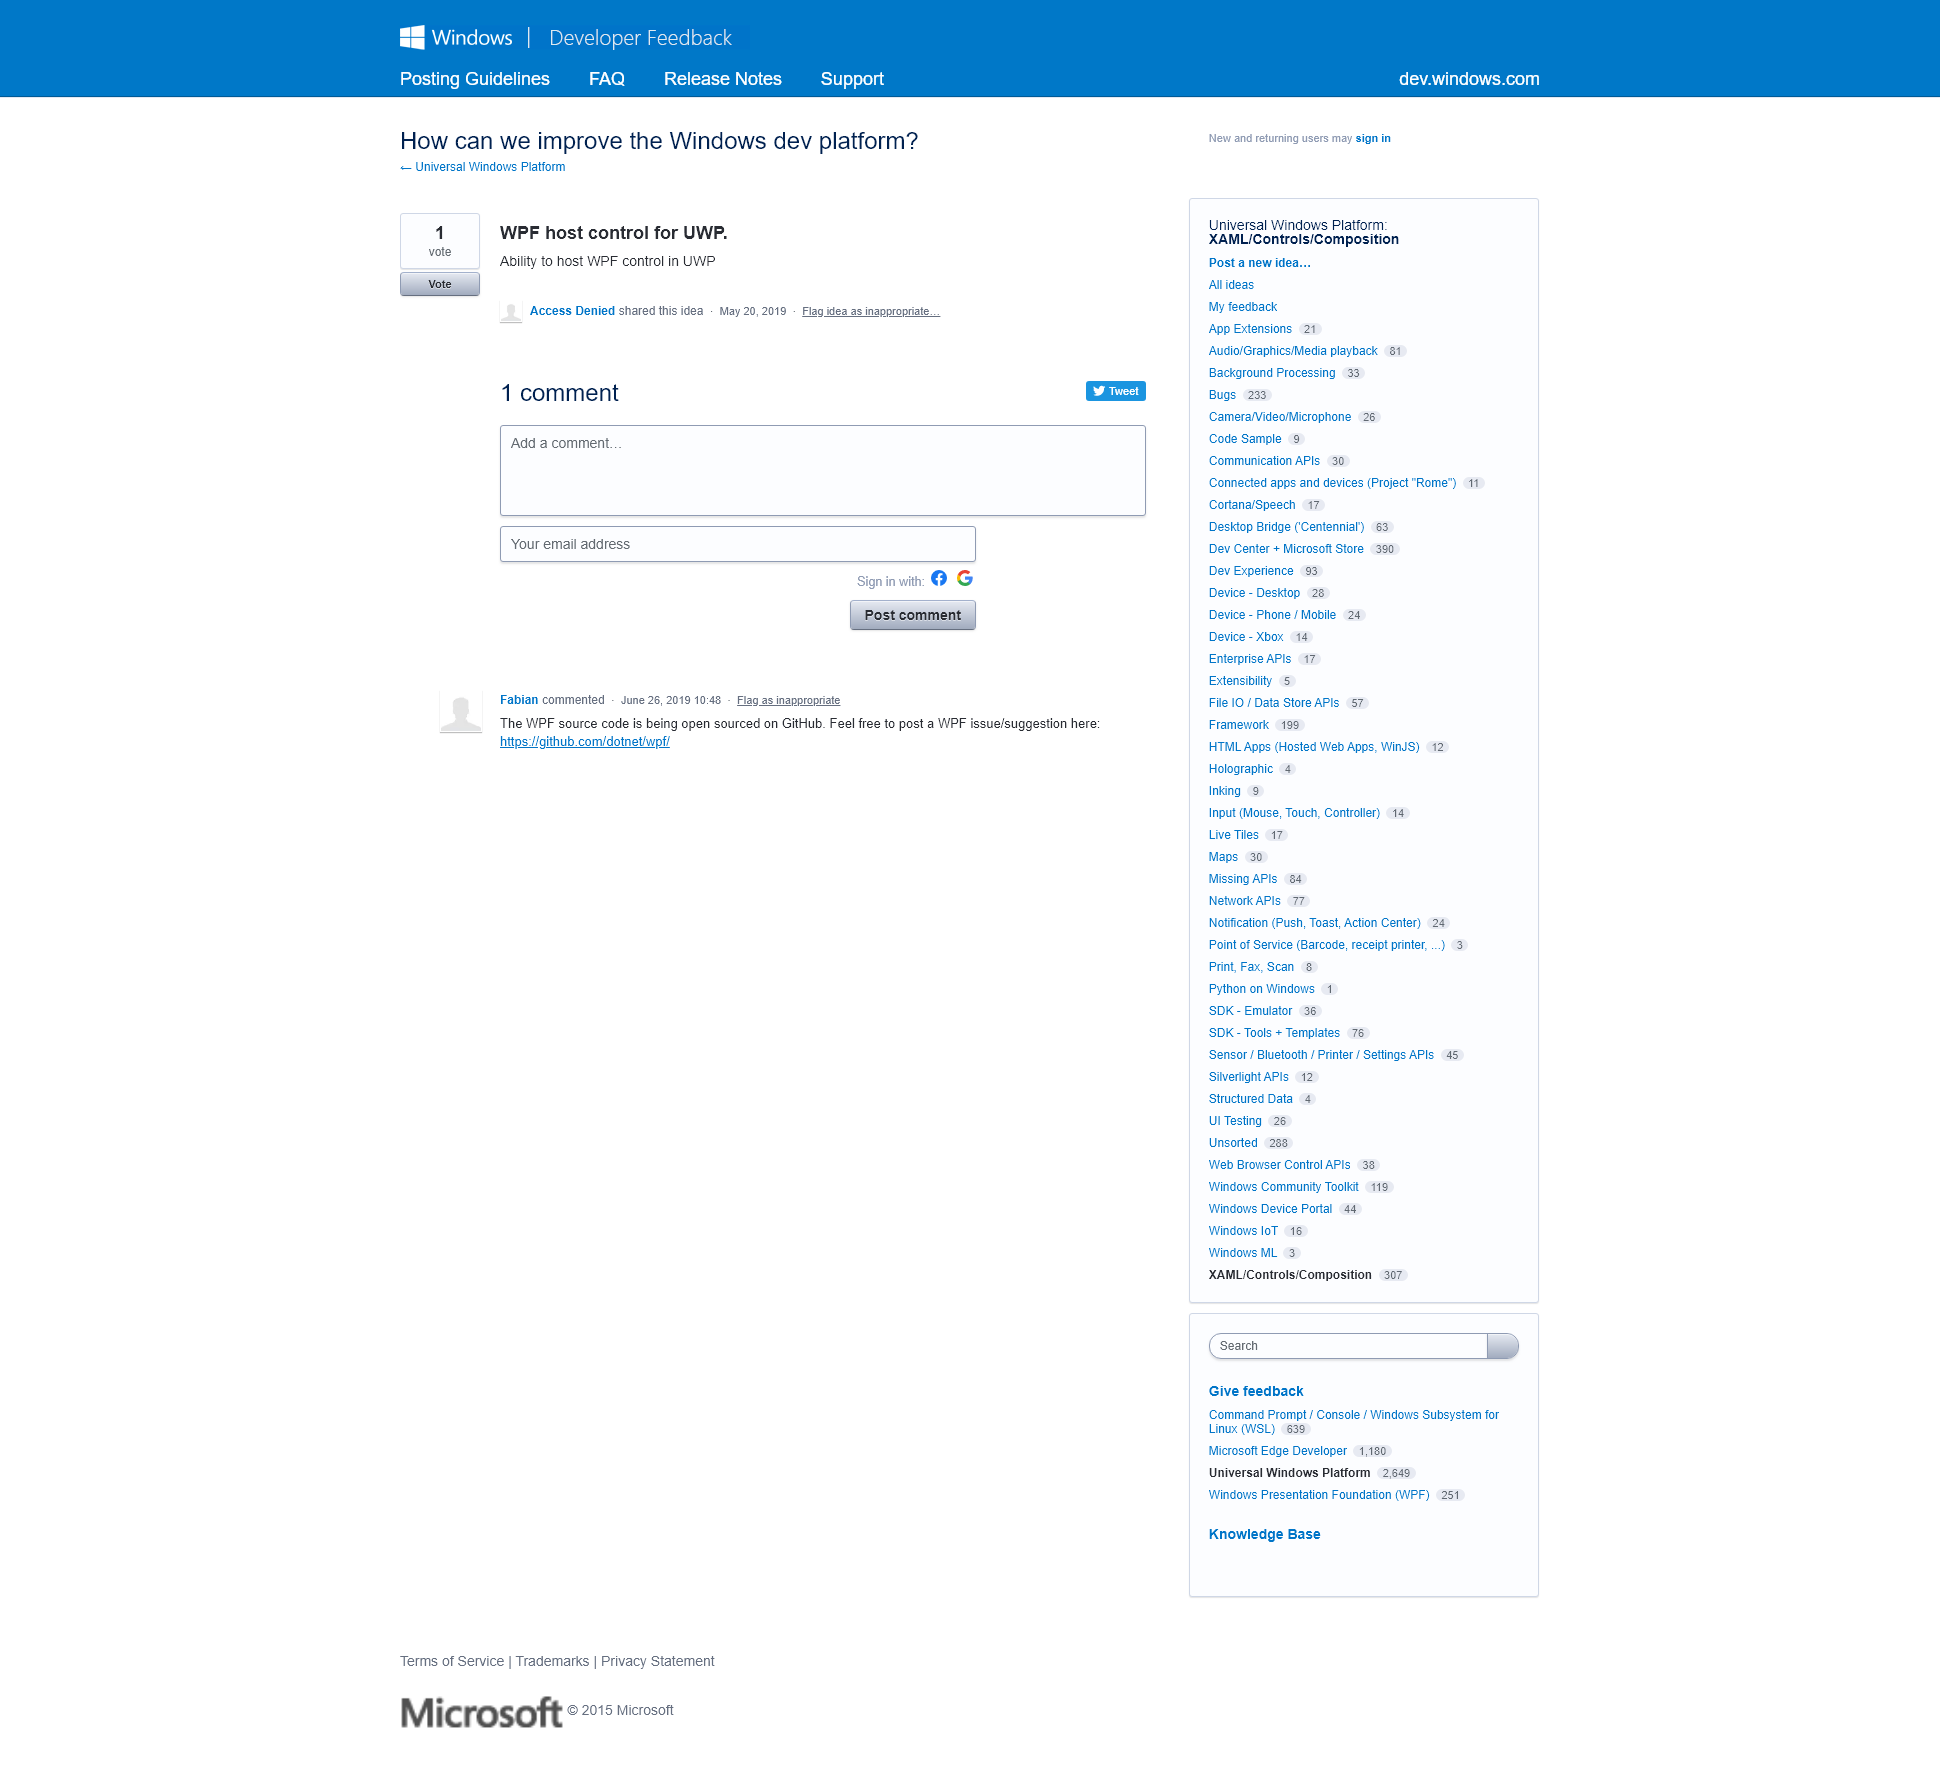 Windows | Developer Feedback
Posting Guidelines FAQ Release Notes Support dev.windows.com
How can we improve the Windows dev platform?
← Universal Windows Platform
New and returning users may sign in
1
vote
Vote
WPF host control for UWP.
Ability to host WPF control in UWP
Access Denied shared this idea · May 20, 2019 · Flag idea as inappropriate…
1 comment
Tweet
Add a comment…
Your email address
Sign in with:
Post comment
Fabian commented · June 26, 2019 10:48 · Flag as inappropriate
The WPF source code is being open sourced on GitHub. Feel free to post a WPF issue/suggestion here:
https://github.com/dotnet/wpf/
Universal Windows Platform:
XAML/Controls/Composition
Post a new idea…
All ideas
My feedback
App Extensions 21
Audio/Graphics/Media playback 81
Background Processing 33
Bugs 233
Camera/Video/Microphone 26
Code Sample 9
Communication APIs 30
Connected apps and devices (Project "Rome") 11
Cortana/Speech 17
Desktop Bridge ('Centennial') 63
Dev Center + Microsoft Store 390
Dev Experience 93
Device - Desktop 28
Device - Phone / Mobile 24
Device - Xbox 14
Enterprise APIs 17
Extensibility 5
File IO / Data Store APIs 57
Framework 199
HTML Apps (Hosted Web Apps, WinJS) 12
Holographic 4
Inking 9
Input (Mouse, Touch, Controller) 14
Live Tiles 17
Maps 30
Missing APIs 84
Network APIs 77
Notification (Push, Toast, Action Center) 24
Point of Service (Barcode, receipt printer, ...) 3
Print, Fax, Scan 8
Python on Windows 1
SDK - Emulator 36
SDK - Tools + Templates 76
Sensor / Bluetooth / Printer / Settings APIs 45
Silverlight APIs 12
Structured Data 4
UI Testing 26
Unsorted 288
Web Browser Control APIs 38
Windows Community Toolkit 119
Windows Device Portal 44
Windows IoT 16
Windows ML 3
XAML/Controls/Composition 307
Search
Give feedback
Command Prompt / Console / Windows Subsystem for
Linux (WSL) 639
Microsoft Edge Developer 1,180
Universal Windows Platform 2,649
Windows Presentation Foundation (WPF) 251
Knowledge Base
Terms of Service | Trademarks | Privacy Statement
Microsoft © 2015 Microsoft